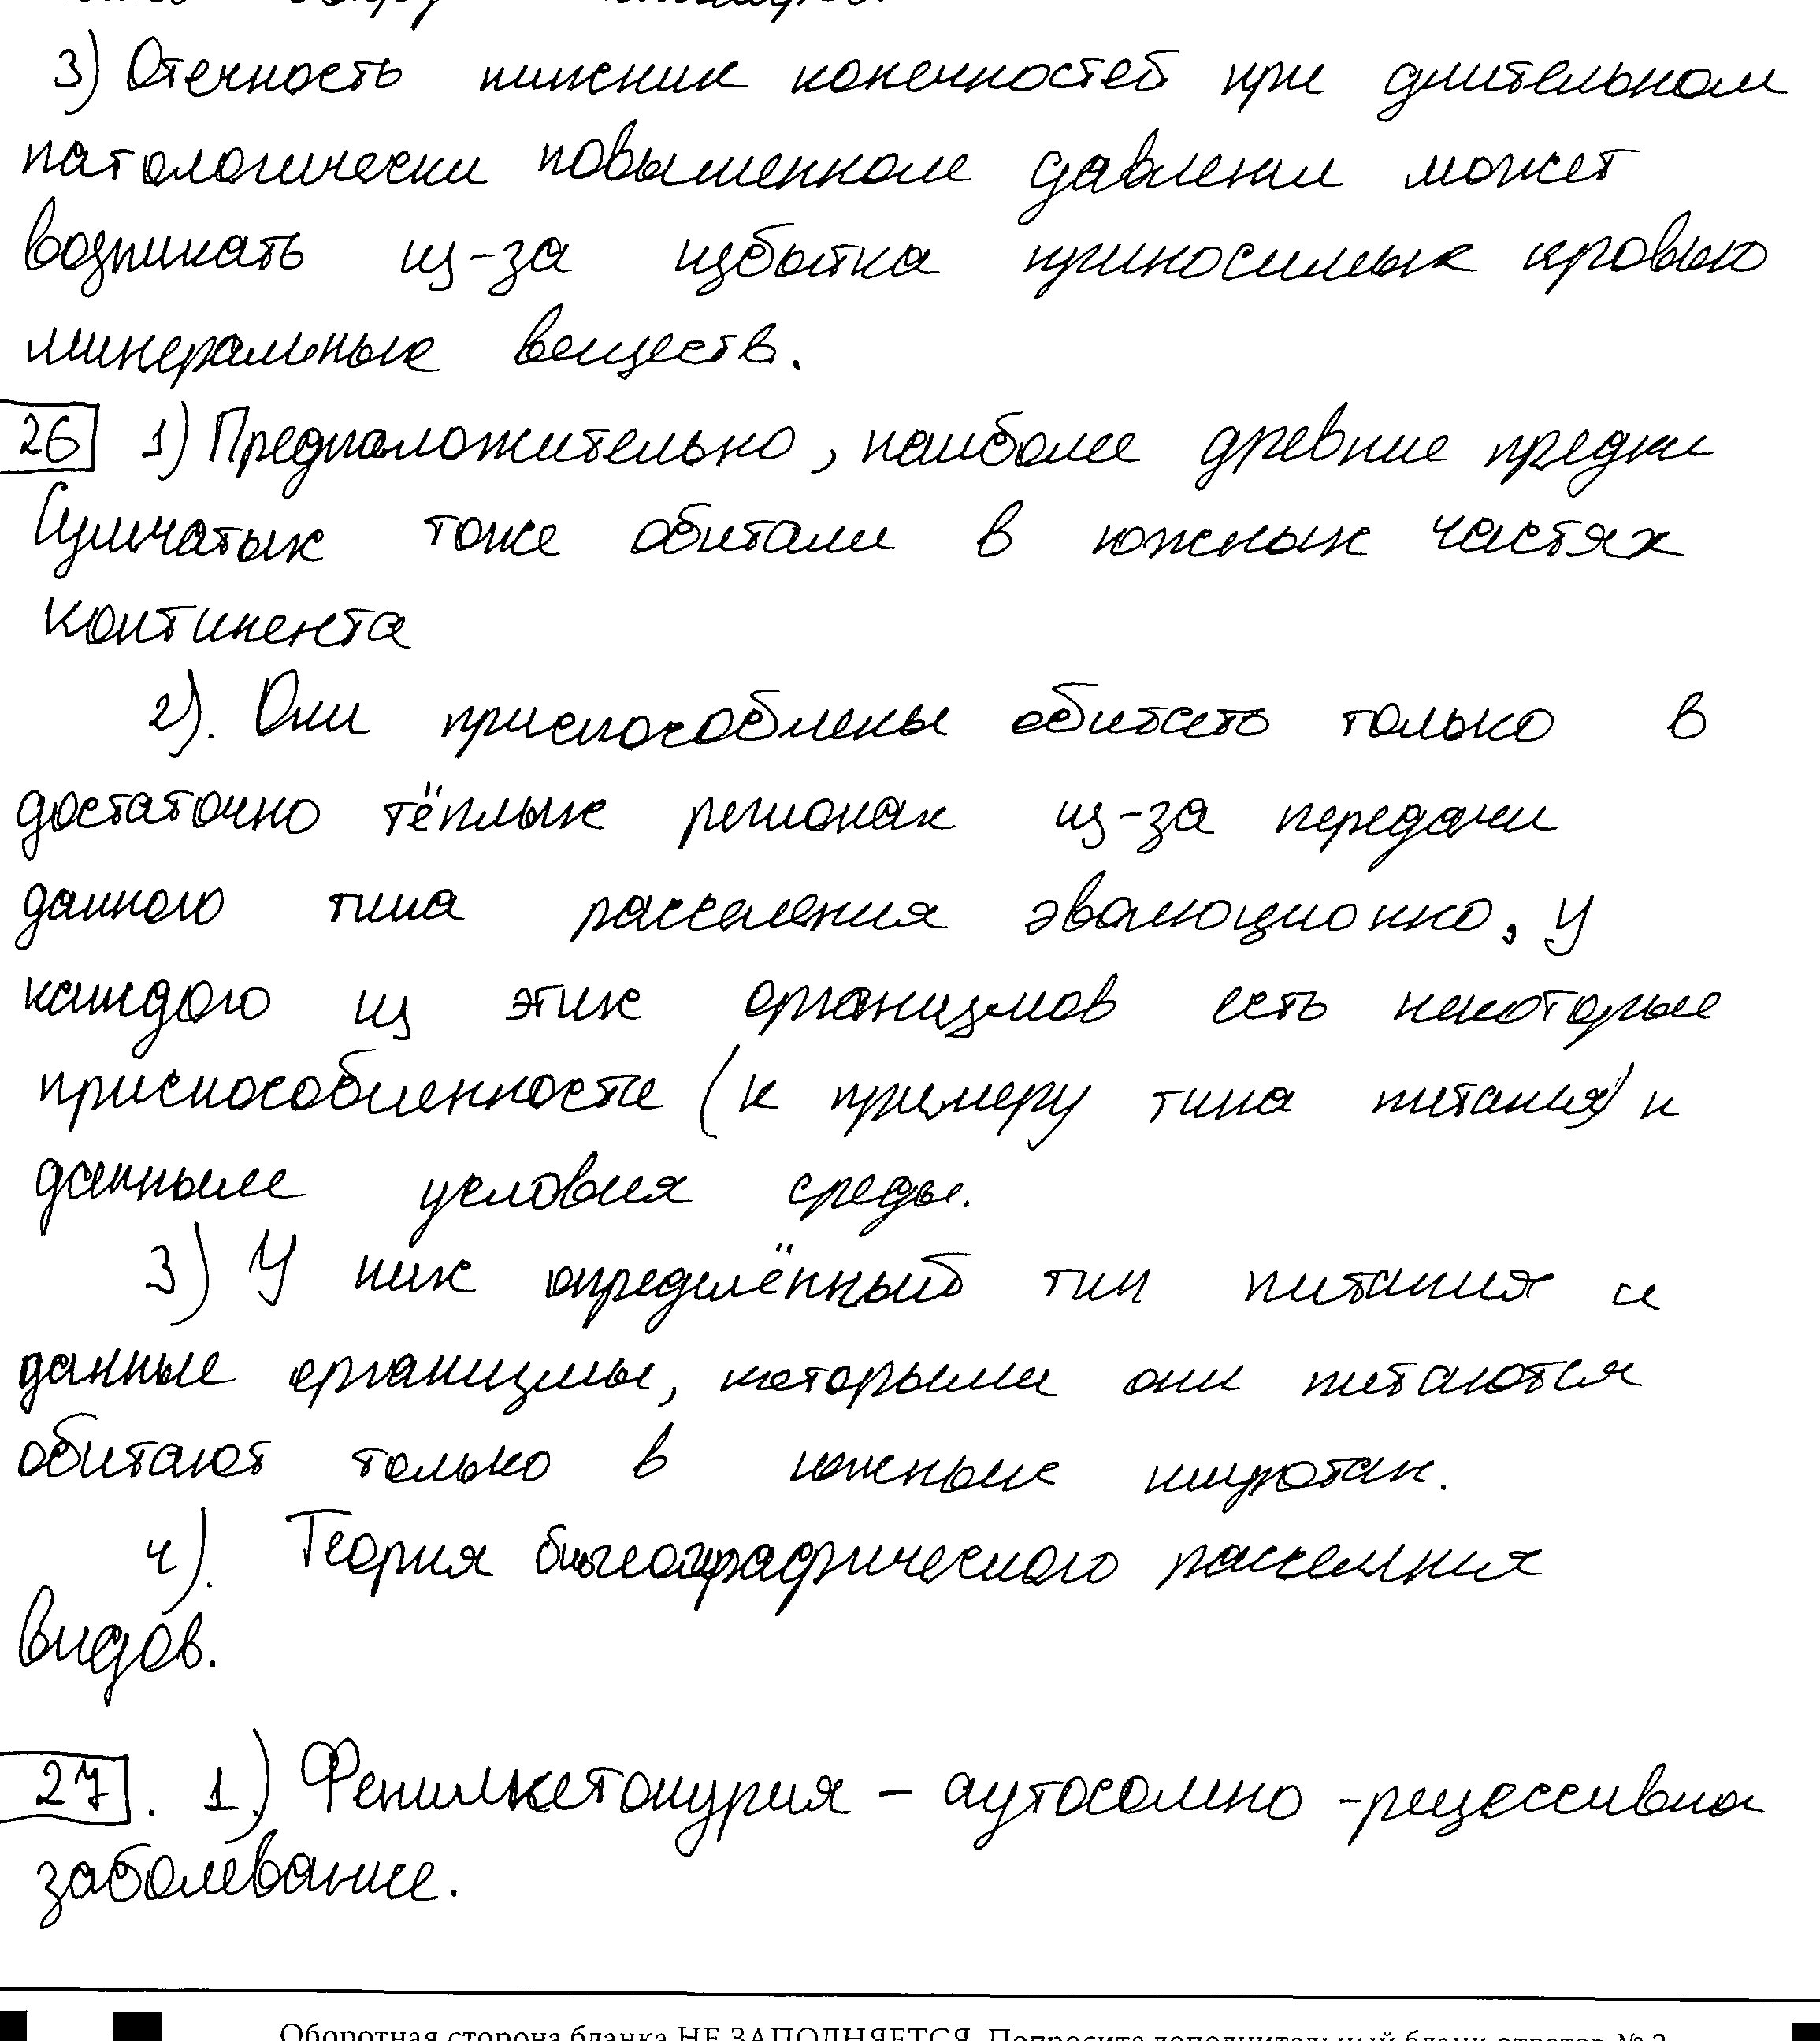 3) Отечность нижних конечностей при длительном
патологически повышенном давлении может
возникать из-за избытка приносимых кровью
минеральных веществ.
26 1) Предположительно, наиболее древние предки
Сумчатых тоже обитали в южных частях
континента
2). Они приспособлены обитать только в
достаточно тёплых регионах из-за передачи
данного типа расселения эволюционно. У
каждого из этих организмов есть некоторые
приспособленности (к примеру типа питания) к
данным условия среды.
3) У них определённый тип питания и
данные организмы, которыми они питаются
обитают только в южных широтах.
4). Теория биогеографического расселения
видов.
27. 1.) Фенилкетонурия – аутосомно-рецессивно
заболевание.
Оборотная сторона бланка НЕ ЗАПОЛНЯЕТСЯ. Попросите дополнительный бланк ответов № 2